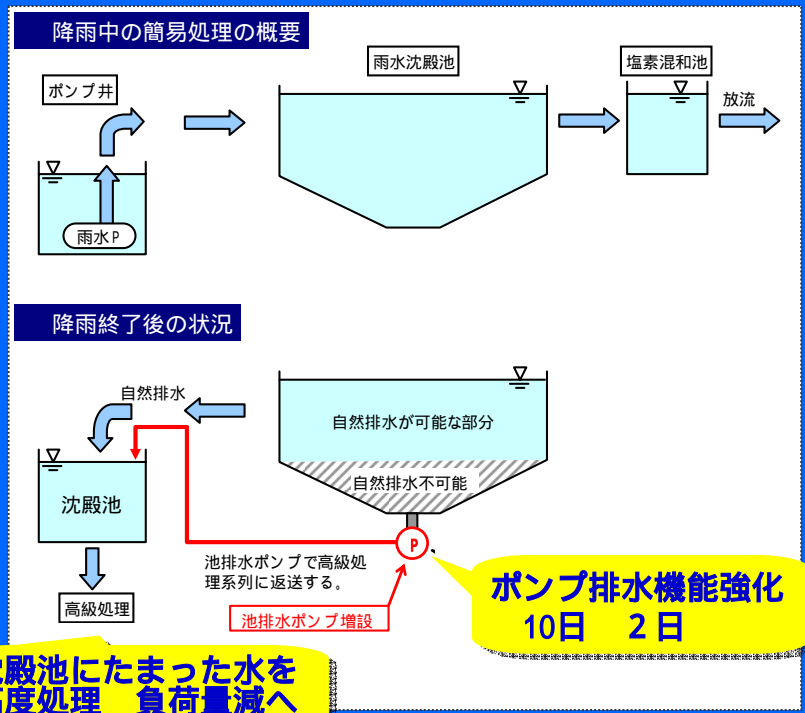 降雨中の簡易処理の概要
雨水沈殿池
塩素混和池
ポンプ井
放流
雨水P
降雨終了後の状況
自然排水
自然排水が可能な部分
自然排水不可能
沈殿池
P
池排水ポンプで高級処
理系列に返送する。
高級処理
池排水ポンプ増設
ポンプ排水機能強化
10日 2日
殿池にたまった水を
度処理 負荷量減へ